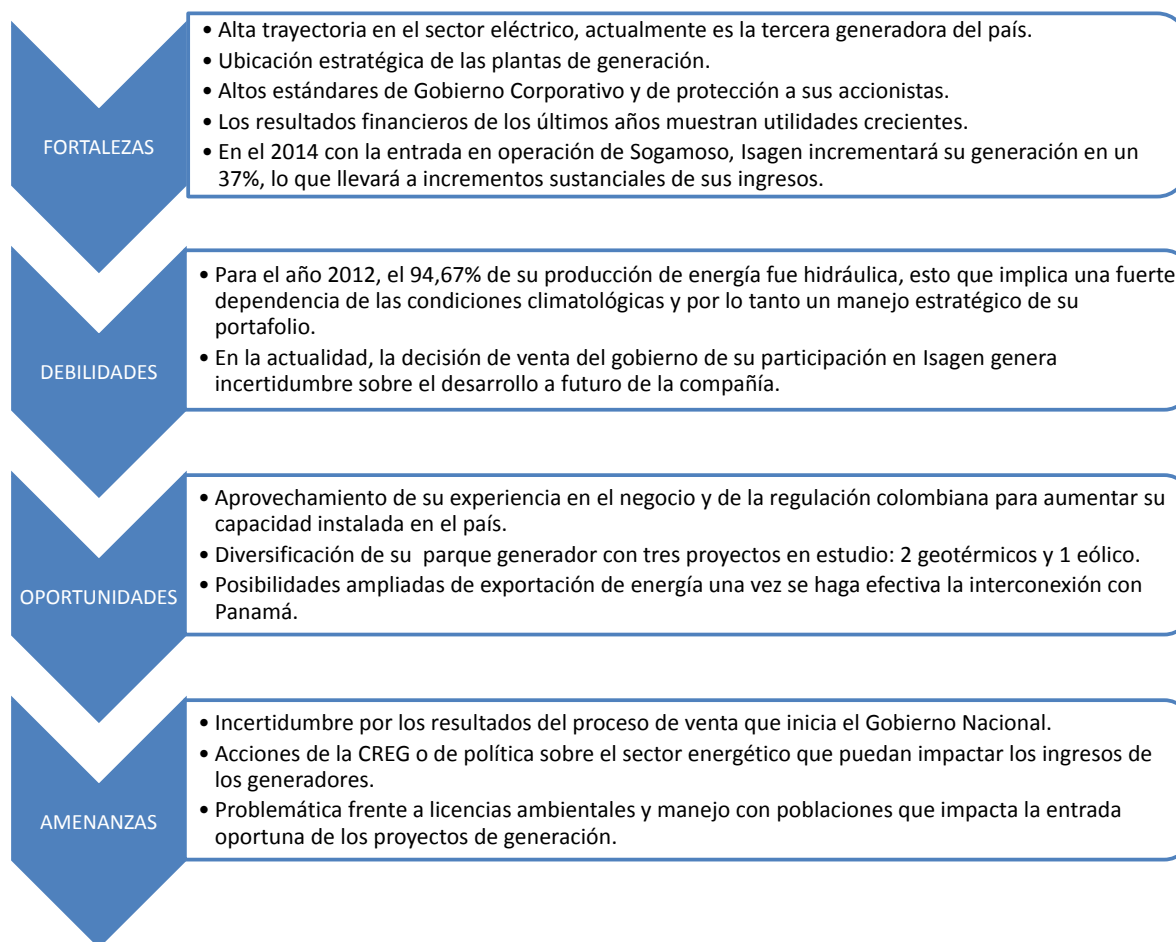 FORTALEZAS
• Alta trayectoria en el sector eléctrico, actualmente es la tercera generadora del país.
• Ubicación estratégica de las plantas de generación.
• Altos estándares de Gobierno Corporativo y de protección a sus accionistas.
• Los resultados financieros de los últimos años muestran utilidades crecientes.
• En el 2014 con la entrada en operación de Sogamoso, Isagen incrementará su generación en un
37%, lo que llevará a incrementos sustanciales de sus ingresos.
DEBILIDADES
• Para el año 2012, el 94,67% de su producción de energía fue hidráulica, esto que implica una fuerte
dependencia de las condiciones climatológicas y por lo tanto un manejo estratégico de su
portafolio.
• En la actualidad, la decisión de venta del gobierno de su participación en Isagen genera
incertidumbre sobre el desarrollo a futuro de la compañía.
OPORTUNIDADES
• Aprovechamiento de su experiencia en el negocio y de la regulación colombiana para aumentar su
capacidad instalada en el país.
• Diversificación de su parque generador con tres proyectos en estudio: 2 geotérmicos y 1 eólico.
• Posibilidades ampliadas de exportación de energía una vez se haga efectiva la interconexión con
Panamá.
AMENANZAS
• Incertidumbre por los resultados del proceso de venta que inicia el Gobierno Nacional.
• Acciones de la CREG o de política sobre el sector energético que puedan impactar los ingresos de
los generadores.
• Problemática frente a licencias ambientales y manejo con poblaciones que impacta la entrada
oportuna de los proyectos de generación.